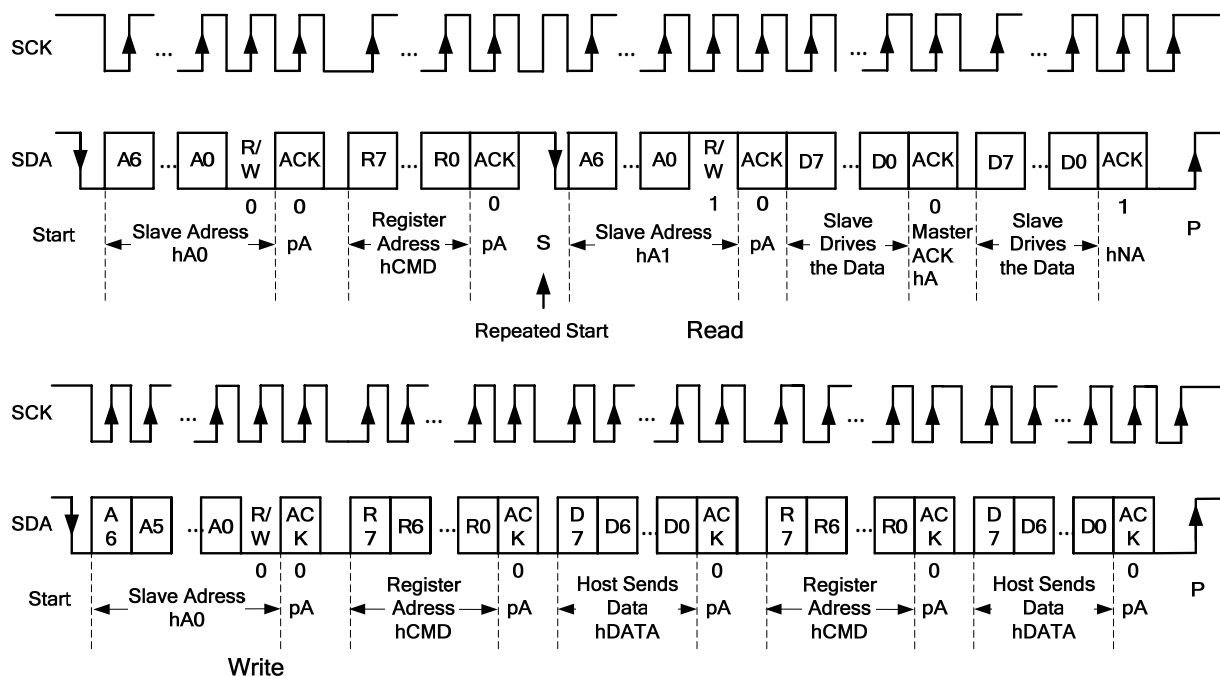 SCK ... ... ... ... ... ...
SDA A6 ... A0 R/W ACK R7 ... R0 ACK A6 ... A0 R/W ACK D7 ... D0 ACK D7 ... D0 ACK
0 0 0 1 0 0 1
Start
Slave Adress
hA0
pA
Register
Adress
hCMD
pA
S
Slave Adress
hA1
pA
Slave
Drives
the Data
Master
ACK
hA
Slave
Drives
the Data
hNA
P
Repeated Start
Read
SCK ... ... ... ... ...
SDA A6 A5 ... A0 R/W ACK R7 R6 ... R0 ACK D7 D6 ... D0 ACK R7 R6 ... R0 ACK D7 D6 ... D0 ACK
0 0 0 0 0 0
Start
Slave Adress
hA0
pA
Register
Adress
hCMD
pA
Host Sends
Data
hDATA
pA
Register
Adress
hCMD
pA
Host Sends
Data
hDATA
pA
P
Write